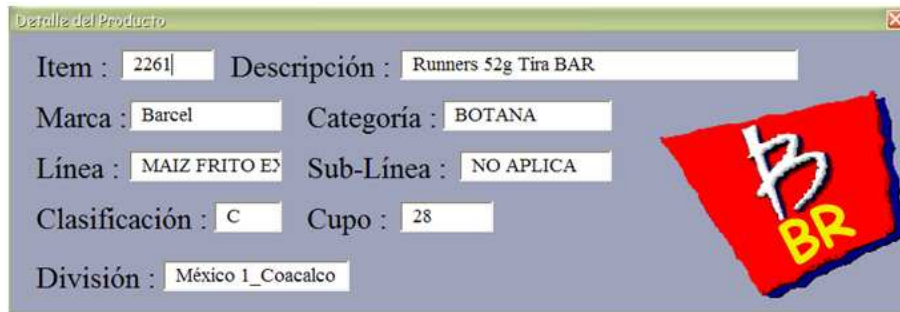 Detalle del Producto
Item : 2261 Descripción : Runners 52g Tira BAR
Marca : Barcel Categoría : BOTANA
Línea : MAIZ FRITO EX Sub-Línea : NO APLICA
Clasificación : C Cupo : 28
División : México 1_Coacalco
B
BR